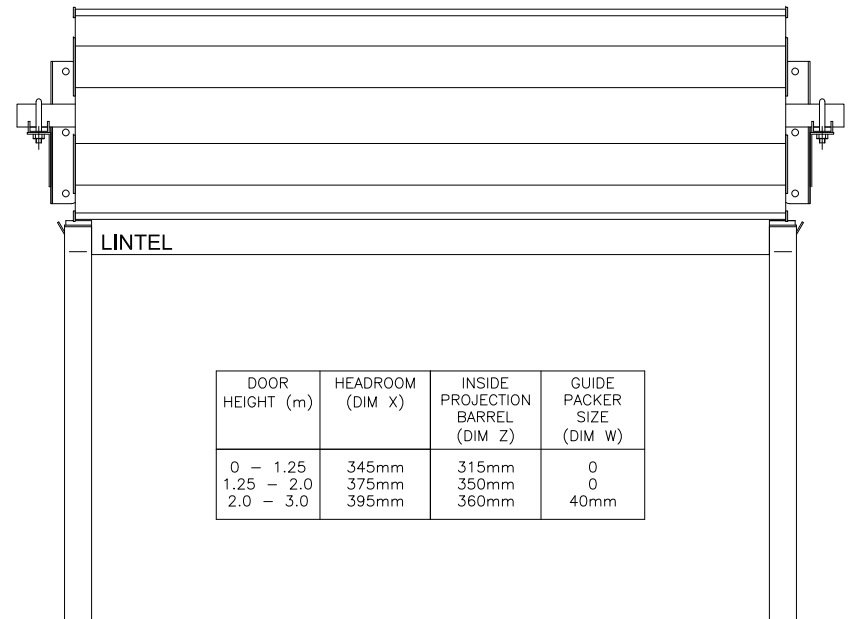 LINTEL
DOOR HEIGHT (m)
HEADROOM (DIM X)
INSIDE PROJECTION BARREL (DIM Z)
GUIDE PACKER SIZE (DIM W)
0 - 1.25 345mm 315mm 0
1.25 - 2.0 375mm 350mm 0
2.0 - 3.0 395mm 360mm 40mm